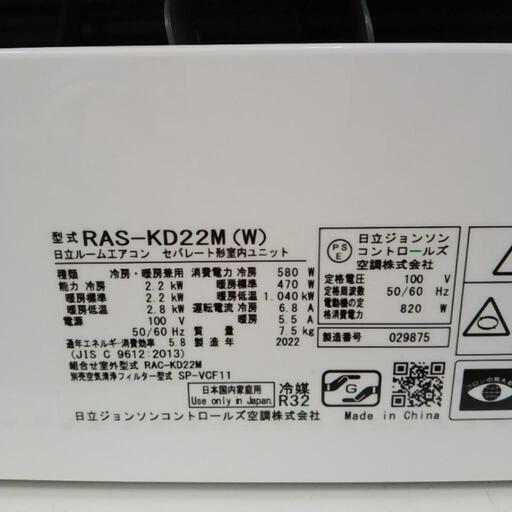 型式 RAS-KD22M (W)
日立ルームエアコン セパレート形室内ユニット
種類 冷房・暖房兼用 消費電力 冷房 580 W
能力 冷房 2.2 kW 暖房標準 470 W
暖房標準 2.2 kW 暖房低温 1.040 kW
暖房低温 2.8 kW 運転電流 冷房 6.8 A
電源 100 V 暖房 5.5 A
50/60 Hz 質量 7.5 kg
通年エネルギー消費効率 5.8 製造年 2022
(JIS C 9612:2013)
組合せ室外型式 RAC-KD22M
別売空気清浄フィルター型式 SP-VCF11
日本国内家庭用
Use only in Japan.
冷媒
R32
G
日立ジョンソンコントロールズ空調株式会社 Made in China
PS
E
日立ジョンソン
コントロールズ
空調株式会社
定格電圧 100 V
定格周波数 50/60 Hz
電動機の定
格消費電力 820 W
製造番号 029875
フロンの見える